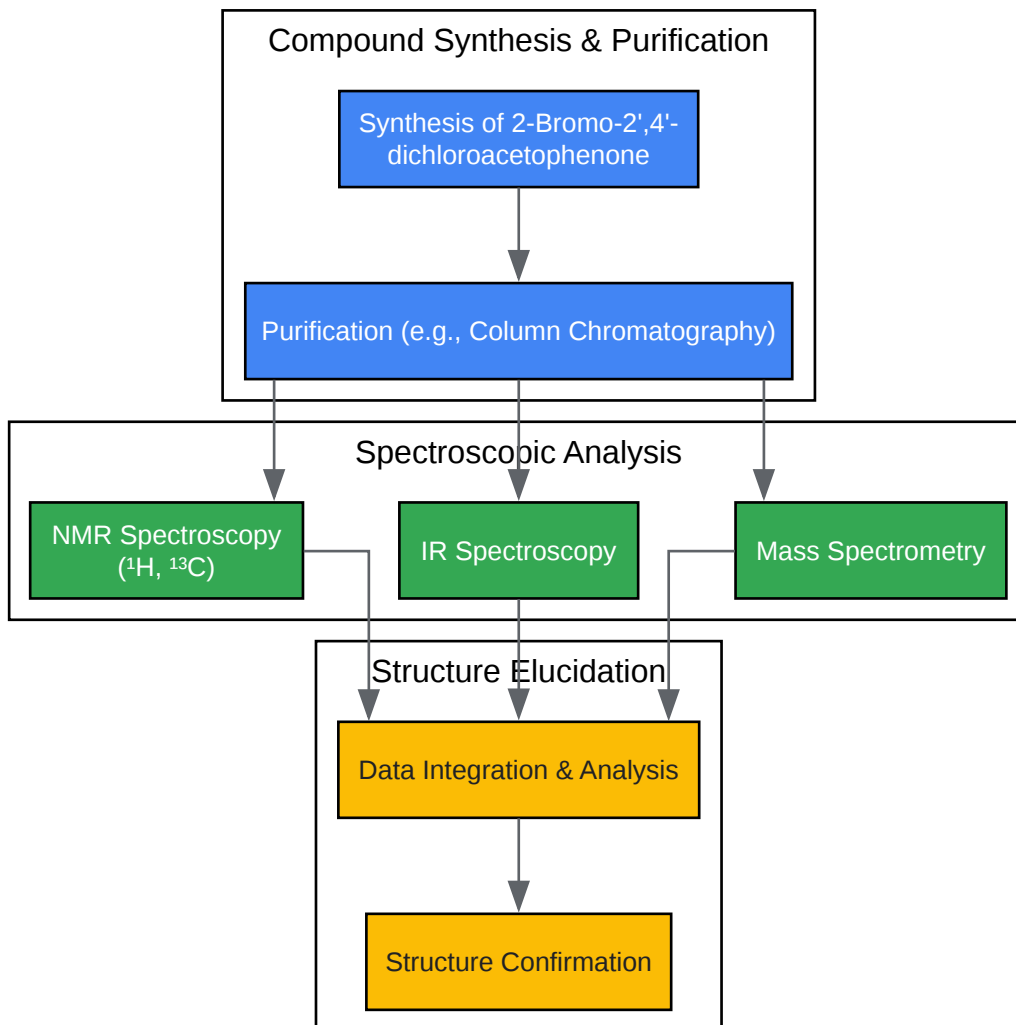 Compound Synthesis & Purification
Synthesis of 2-Bromo-2',4'-
dichloroacetophenone
Purification (e.g., Column Chromatography)
Spectroscopic Analysis
NMR Spectroscopy
(¹H, ¹³C)
IR Spectroscopy
Mass Spectrometry
Structure Elucidation
Data Integration & Analysis
Structure Confirmation